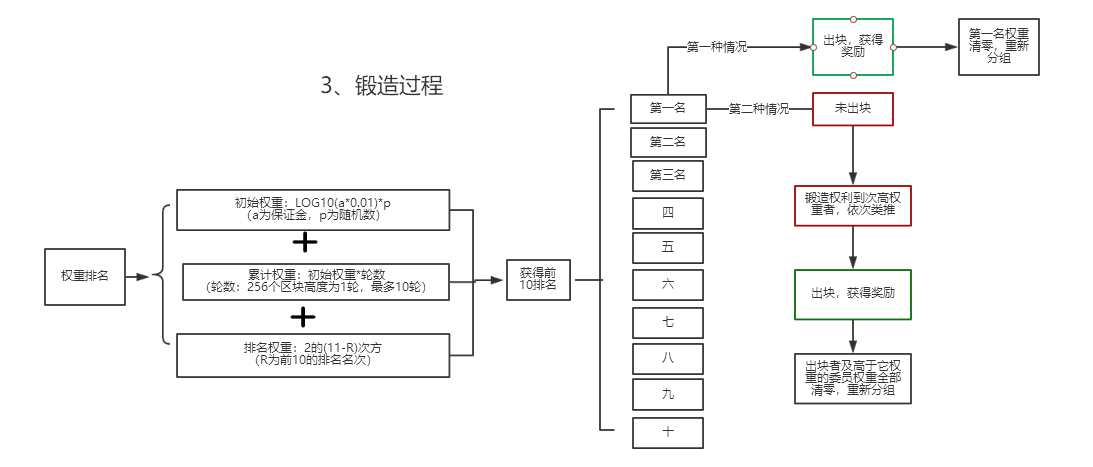 3、锻造过程
权重排名
初始权重：LOG10(a*0.01)*p
（a为保证金，p为随机数）
+
累计权重：初始权重*轮数
（轮数：256个区块高度为1轮，最多10轮）
+
排名权重：2的(11-R)次方
（R为前10的排名名次）
获得前
10排名
第一名
第二名
第三名
四
五
六
七
八
九
十
第一种情况
出块，获得
奖励
第一名权重
清零，重新
分组
第二种情况
未出块
锻造权利到次高权
重者，依次类推
出块，获得奖励
出块者及高于它权
重的委员权重全部
清零，重新分组